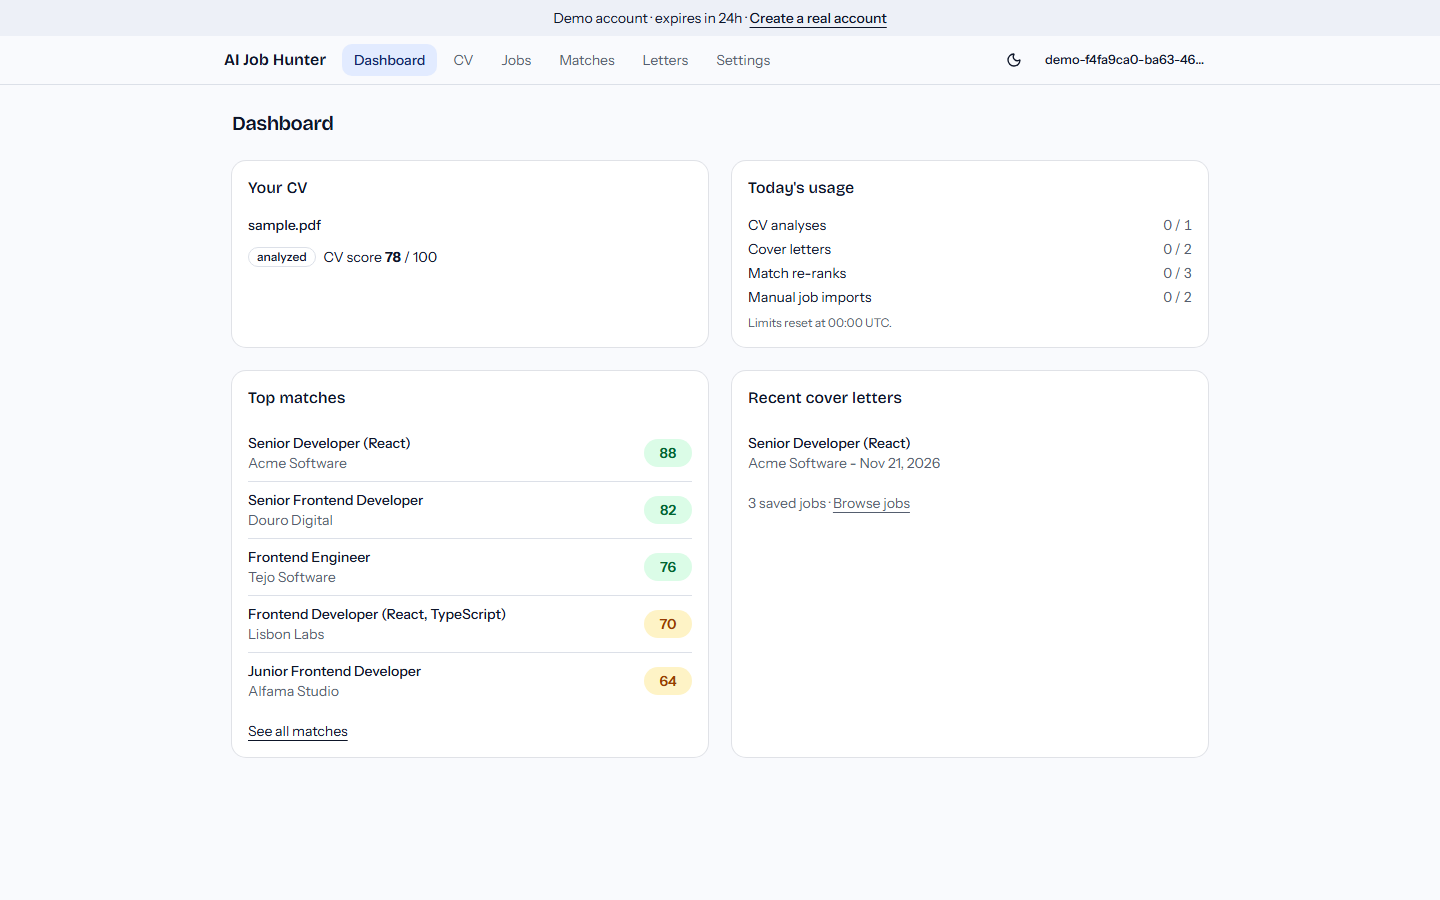 Demo account · expires in 24h · Create a real account
AI Job Hunter Dashboard CV Jobs Matches Letters Settings demo-f4fa9ca0-ba63-46...
Dashboard
Your CV
sample.pdf
analyzed CV score 78 / 100
Today's usage
CV analyses 0 / 1
Cover letters 0 / 2
Match re-ranks 0 / 3
Manual job imports 0 / 2
Limits reset at 00:00 UTC.
Top matches
Senior Developer (React) 88
Acme Software
Senior Frontend Developer 82
Douro Digital
Frontend Engineer 76
Tejo Software
Frontend Developer (React, TypeScript) 70
Lisbon Labs
Junior Frontend Developer 64
Alfama Studio
See all matches
Recent cover letters
Senior Developer (React)
Acme Software - Nov 21, 2026
3 saved jobs · Browse jobs